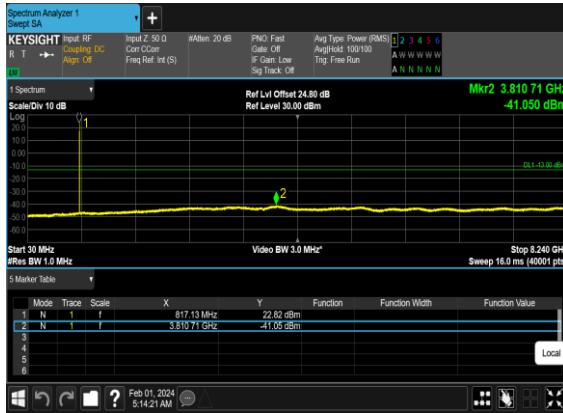 Spectrum Analyzer 1
Swept SA
+
KEYSIGHT Input: RF Input Z: 50 Ω #Atten: 20 dB PNO: Fast Avg Type: Power (RMS) 1 2 3 4 5 6
R T Coupling: DC Corr CCorr Gate: Off Avg|Hold: 100/100 A W W W W W
Align: Off Freq Ref: Int (S) IF Gain: Low Trig: Free Run
LXI Sig Track: Off A N N N N N
1 Spectrum Ref Lvl Offset 24.80 dB Mkr2 3.810 71 GHz
Scale/Div 10 dB Ref Level 30.00 dBm -41.050 dBm
Log
20.0 1
10.0
0.00
-10.0 DL1 -13.00 dBm
-20.0
-30.0
-40.0 2
-50.0
-60.0
Start 30 MHz Video BW 3.0 MHz* Stop 8.240 GHz
#Res BW 1.0 MHz Sweep 16.0 ms (40001 pts)
5 Marker Table
Mode Trace Scale X Y Function Function Width Function Value
1 N 1 f 817.13 MHz 22.82 dBm
2 N 1 f 3.810 71 GHz -41.05 dBm
3
4
5
6
Local
? Feb 01, 2024
5:14:21 AM